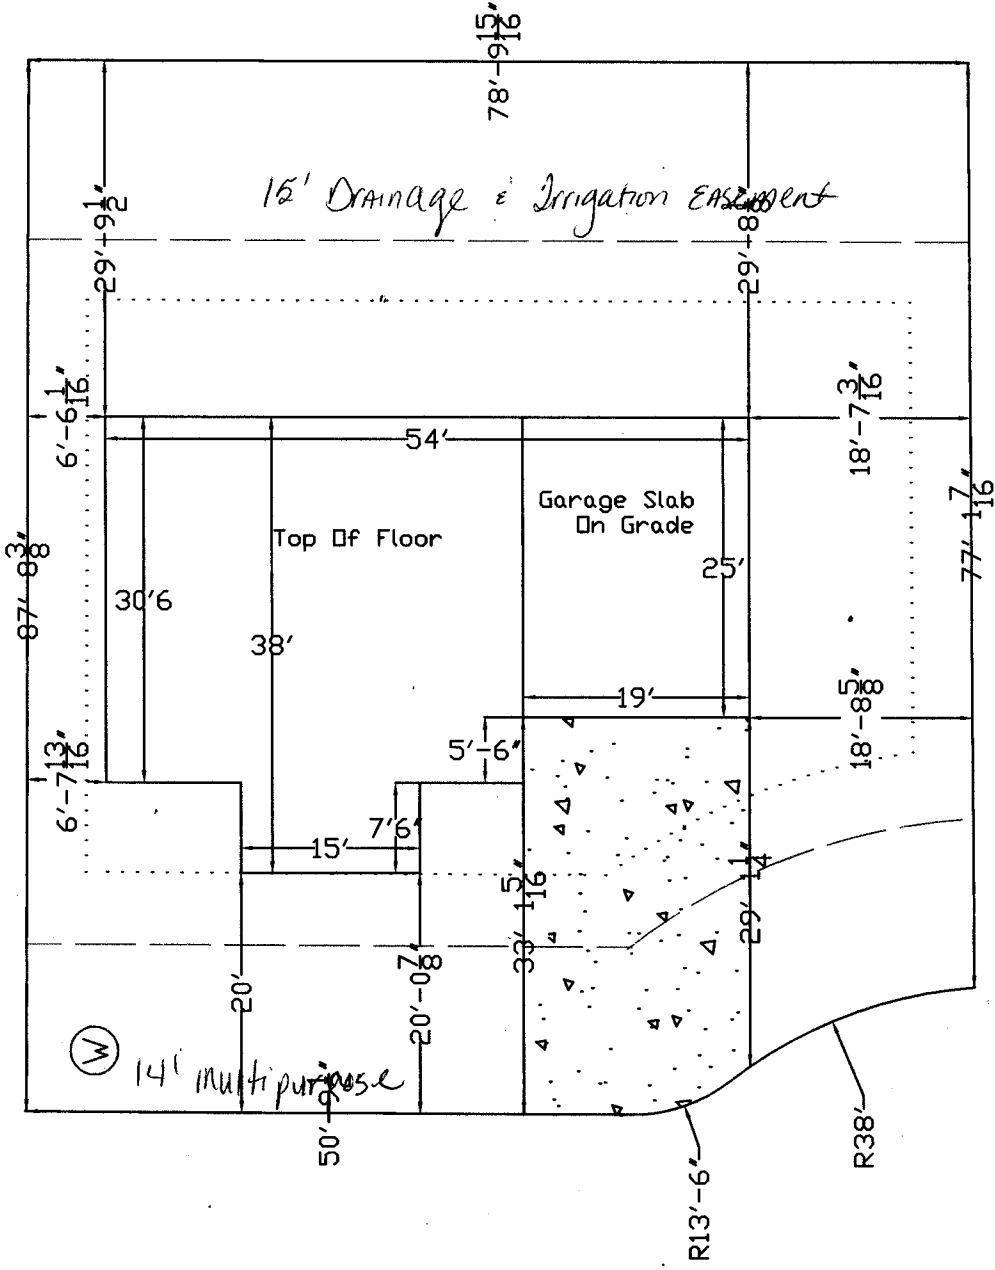 78'-9 15/16"
15' Drainage & Irrigation Easement
29'-9 1/2"
29'-8
6'-6 1/16"
18'-7 3/16"
54'
87' 8 3/8"
Garage Slab
On Grade
Top Of Floor
77' 1 7/16"
25'
30'6
38'
19'
18'-8 5/8"
5'-6"
6'-7 13/16"
7'6"
15'
33' 1 5/16"
29' 1 1/4"
20'
20'-0 7/8"
W
14' multipurpose
50'-
R38'
R13'-6"